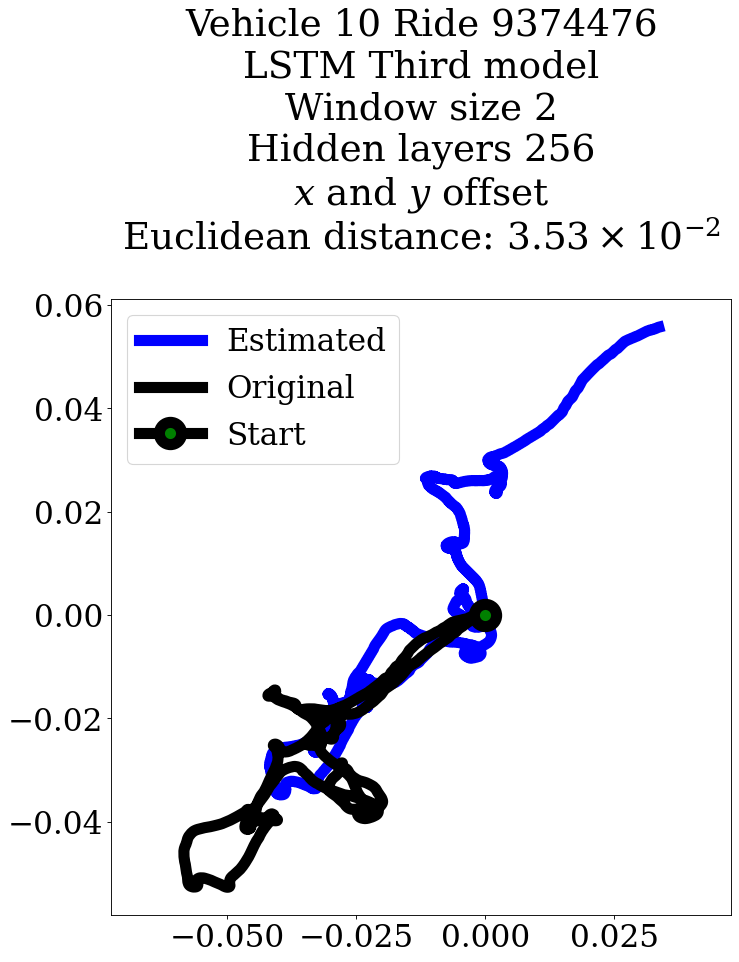 Vehicle 10 Ride 9374476
LSTM Third model
Window size 2
Hidden layers 256
x and y offset
Euclidean distance: 3.53 × 10⁻²
0.06
0.04
0.02
0.00
−0.02
−0.04
Estimated
Original
Start
−0.050
−0.025
0.000
0.025